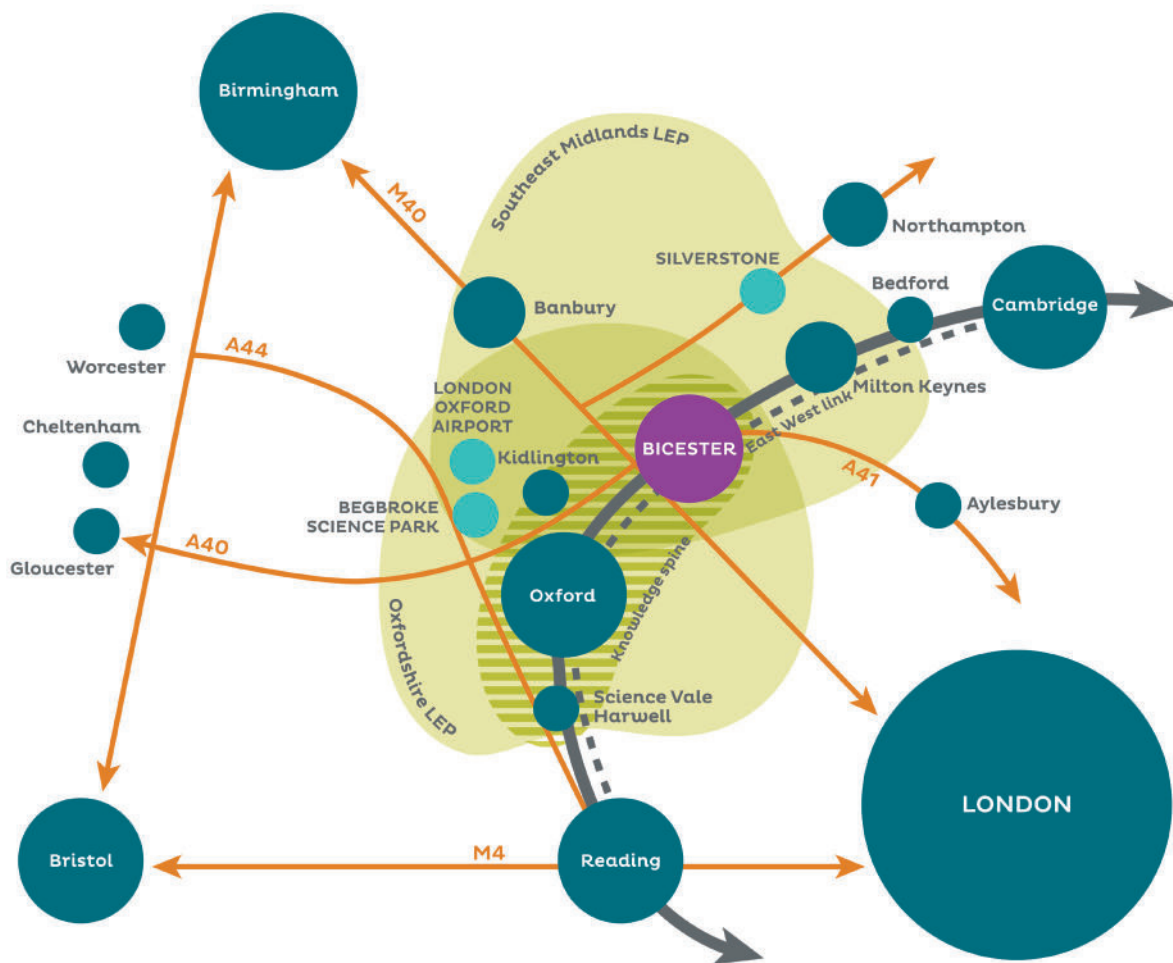 Birmingham
Southeast Midlands LEP
M40
Northampton
SILVERSTONE
Bedford
Cambridge
Banbury
Worcester
A44
Milton Keynes
LONDON
OXFORD
AIRPORT
East West link
Cheltenham
Kidlington
BICESTER
A41
BEGBROKE
SCIENCE PARK
Aylesbury
A40
Gloucester
Oxford
Knowledge spine
Oxfordshire LEP
Science Vale
Harwell
LONDON
Bristol
M4
Reading